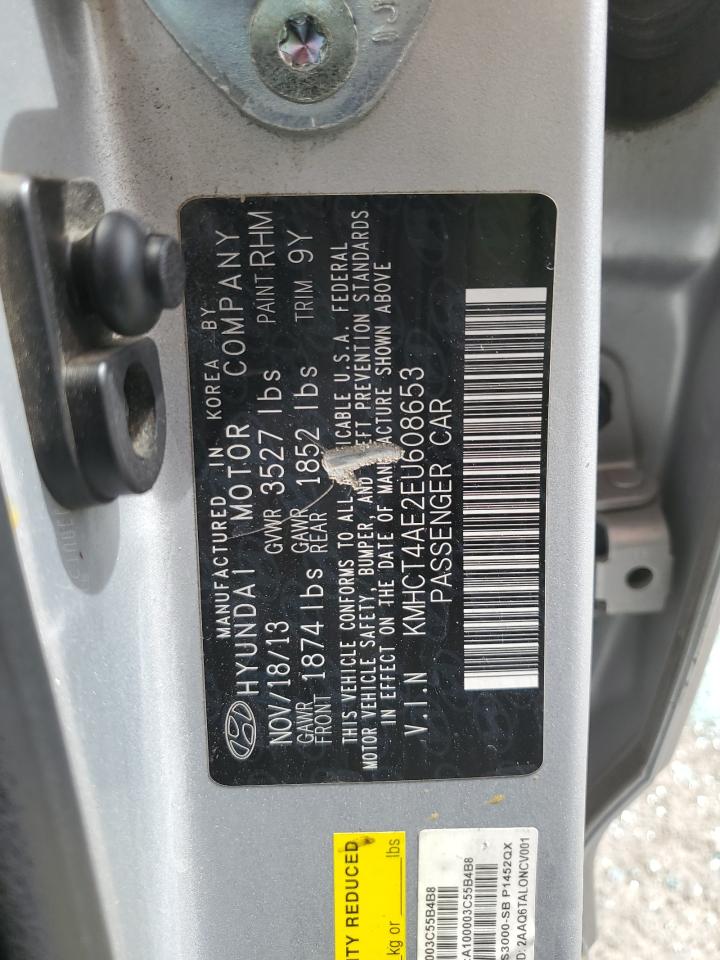 MANUFACTURED IN KOREA BY
HYUNDAI MOTOR COMPANY
NOV/18/13 GVWR 3527 lbs PAINT RHM
GAWR FRONT 1874 lbs GAWR REAR 1852 lbs TRIM 9Y
THIS VEHICLE CONFORMS TO ALL ICABLE U.S.A. FEDERAL
MOTOR VEHICLE SAFETY, BUMPER, AND EFT PREVENTION STANDARDS
IN EFFECT ON THE DATE OF MANUFACTURE SHOWN ABOVE
V.I.N KMHCT4AE2EU608653
PASSENGER CAR
ITY REDUCED
kg or lbs
003C55B4B8
A100003C55B4B8
S3000-SB P1452QX
D: 2AAQ6TALONCV001